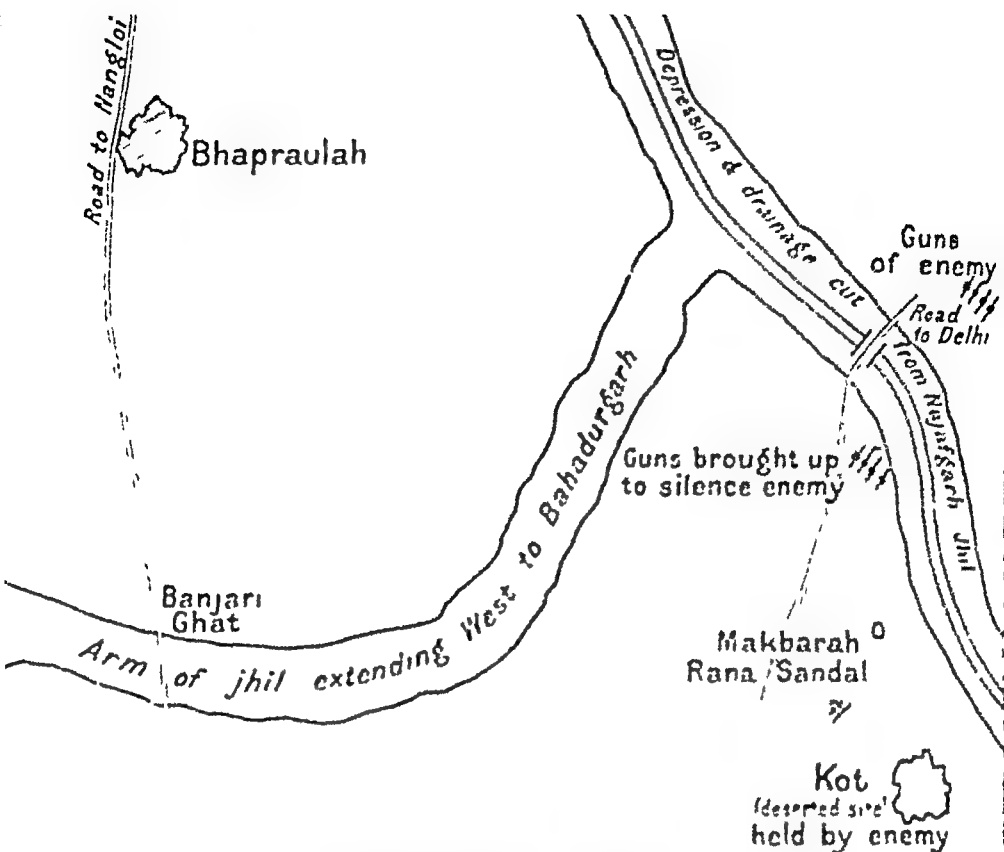 Road to Nangloi
Bhapraulah
Depression & drainage cut
from Najafgarh Jhil
Guns
of enemy
Road
to Delhi
Guns brought up
to silence enemy
Banjari
Ghat
Arm of jhil extending West to Bahadurgarh
Makbarah
Rana Sandal
Kot
(deserted site)
held by enemy